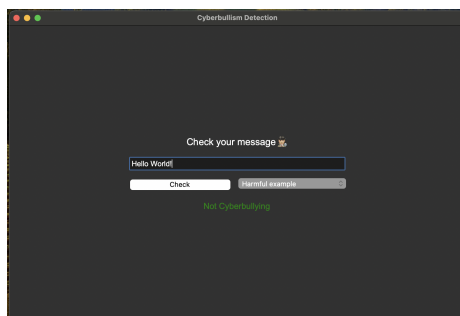 Cyberbullism Detection
Check your message 🕵🏽
Hello World!
Check Harmful example
Not Cyberbullying